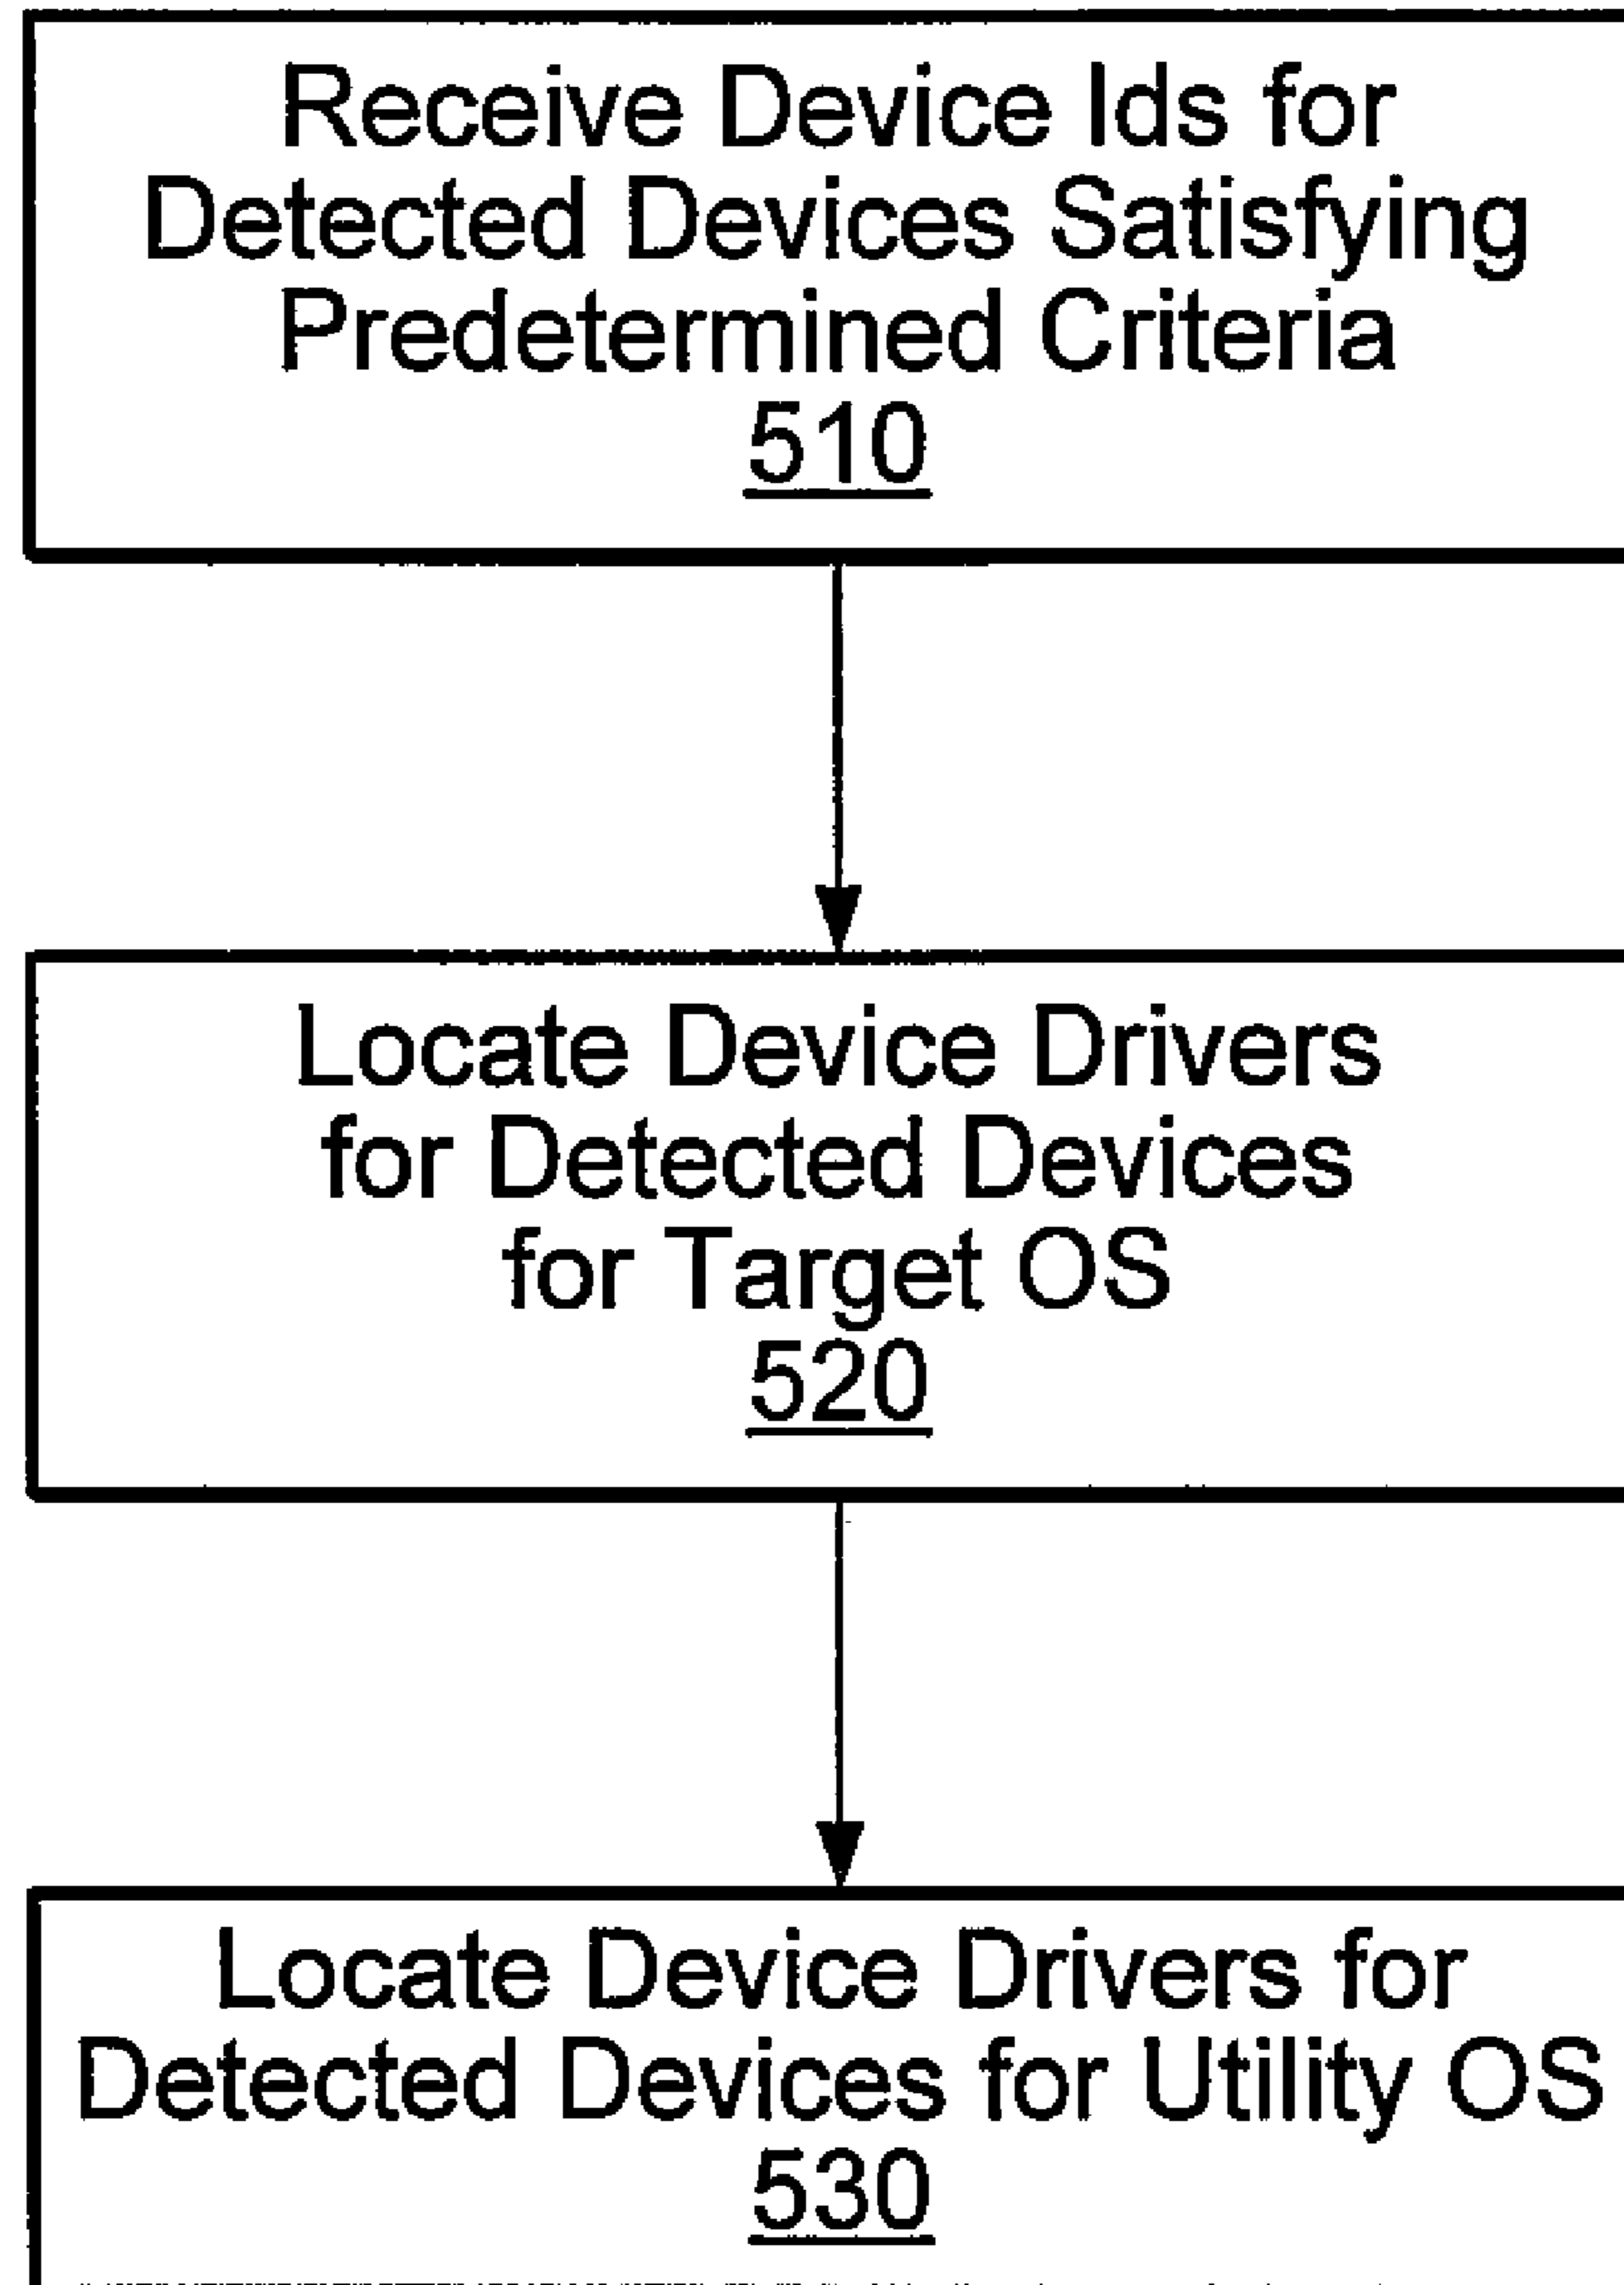 Receive Device Ids for
Detected Devices Satisfying
Predetermined Criteria
510
Locate Device Drivers
for Detected Devices
for Target OS
520
Locate Device Drivers for
Detected Devices for Utility OS
530